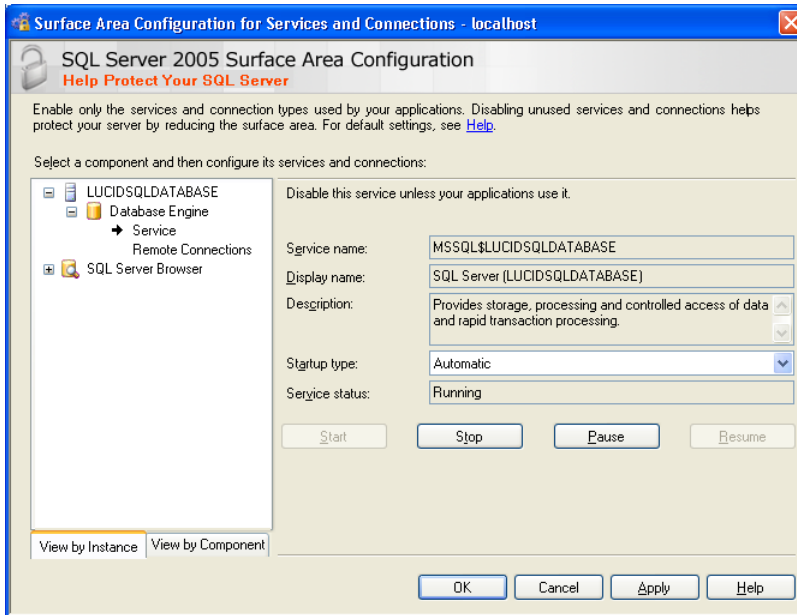 Surface Area Configuration for Services and Connections - localhost
SQL Server 2005 Surface Area Configuration
Help Protect Your SQL Server
Enable only the services and connection types used by your applications. Disabling unused services and connections helps
protect your server by reducing the surface area. For default settings, see Help.
Select a component and then configure its services and connections:
LUCIDSQLDATABASE
Database Engine
Service
Remote Connections
SQL Server Browser
View by Instance
View by Component
Disable this service unless your applications use it.
Service name: MSSQL$LUCIDSQLDATABASE
Display name: SQL Server (LUCIDSQLDATABASE)
Description: Provides storage, processing and controlled access of data
and rapid transaction processing.
Startup type: Automatic
Service status: Running
Start Stop Pause Resume
OK Cancel Apply Help